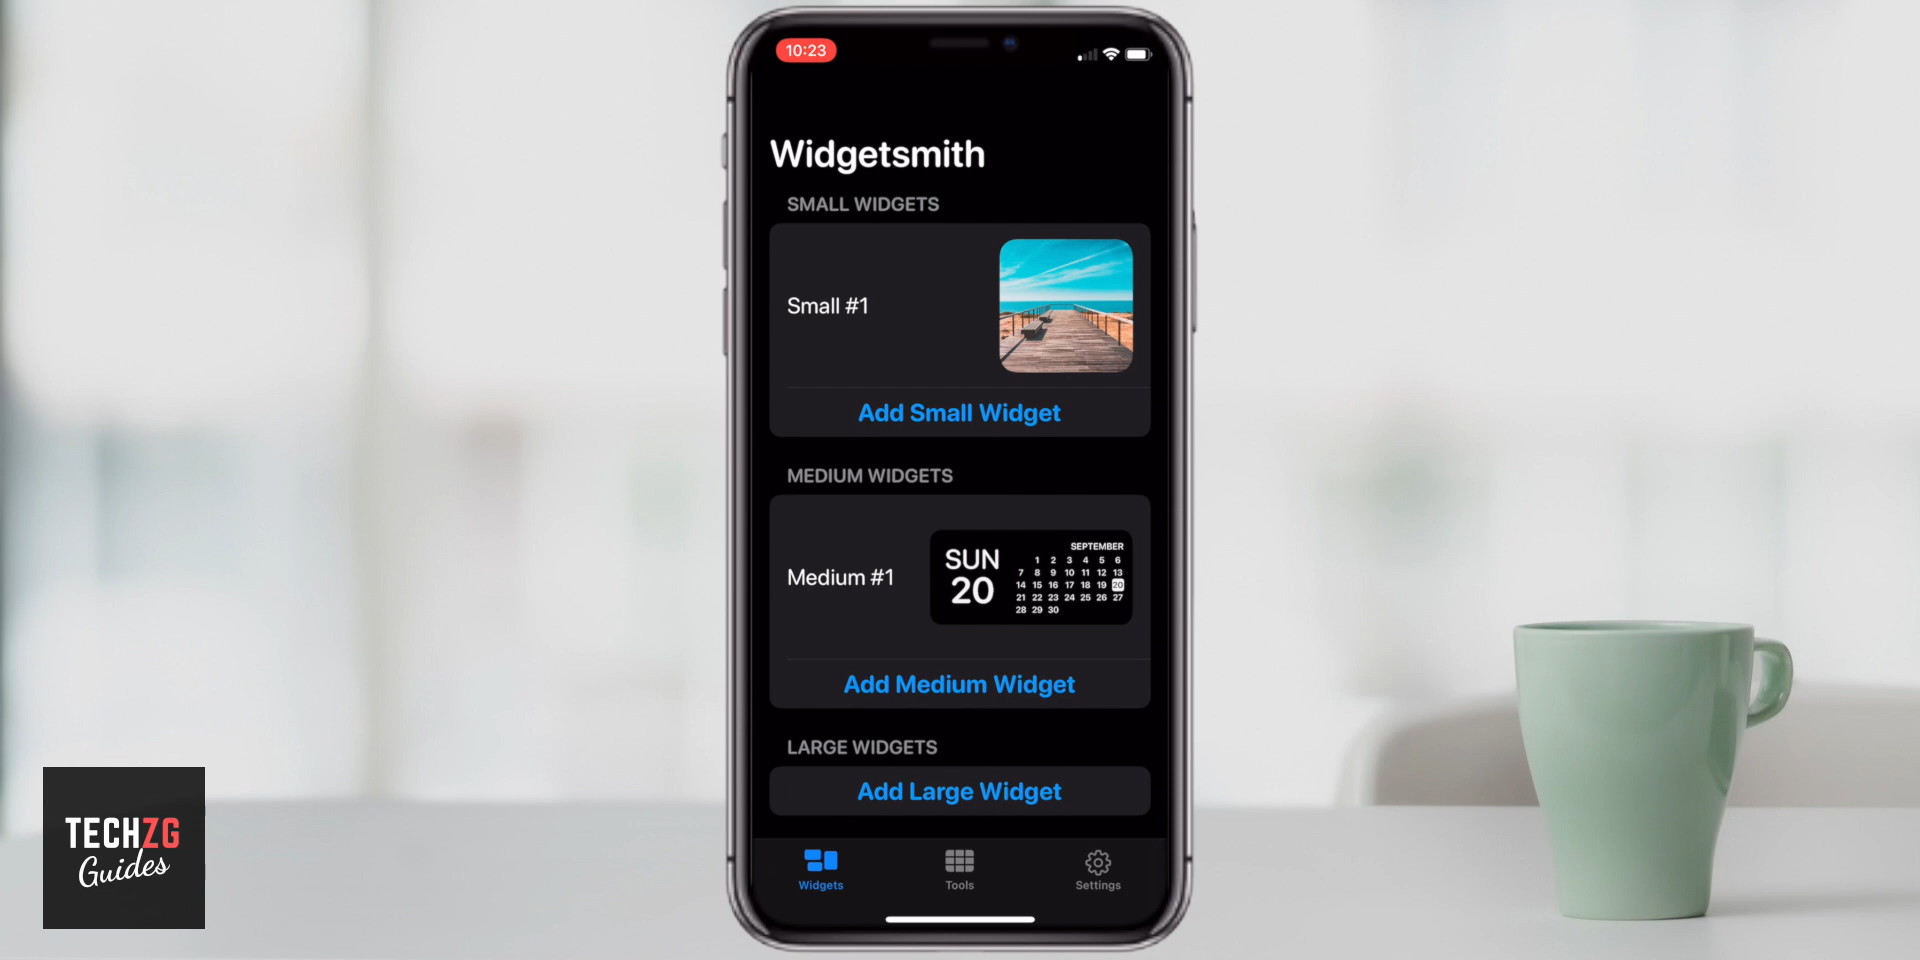 10:23
Widgetsmith
SMALL WIDGETS
Small #1
Add Small Widget
MEDIUM WIDGETS
Medium #1
SUN
20
SEPTEMBER
1 2 3 4 5 6
7 8 9 10 11 12 13
14 15 16 17 18 19 20
21 22 23 24 25 26 27
28 29 30
Add Medium Widget
LARGE WIDGETS
Add Large Widget
Widgets
Tools
Settings
TECHZG
Guides